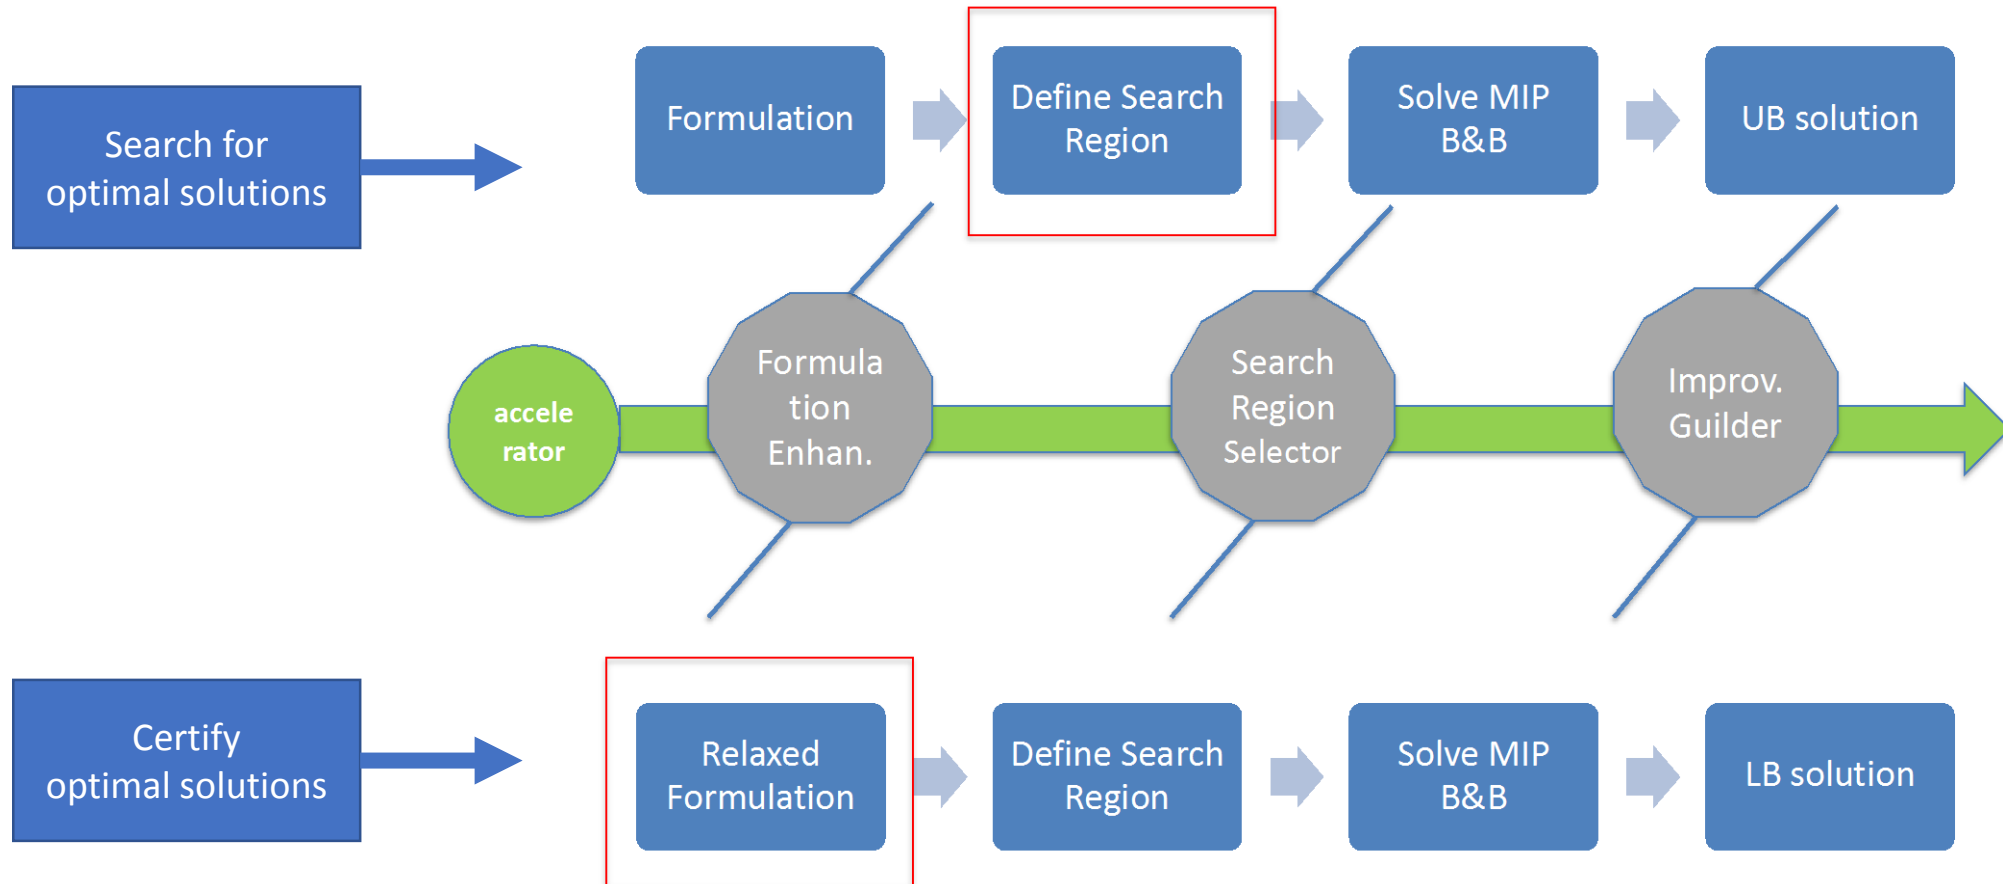 Search for
optimal solutions
Formulation
Define Search
Region
Solve MIP
B&B
UB solution
accele
rator
Formula
tion
Enhan.
Search
Region
Selector
Improv.
Guilder
Certify
optimal solutions
Relaxed
Formulation
Define Search
Region
Solve MIP
B&B
LB solution